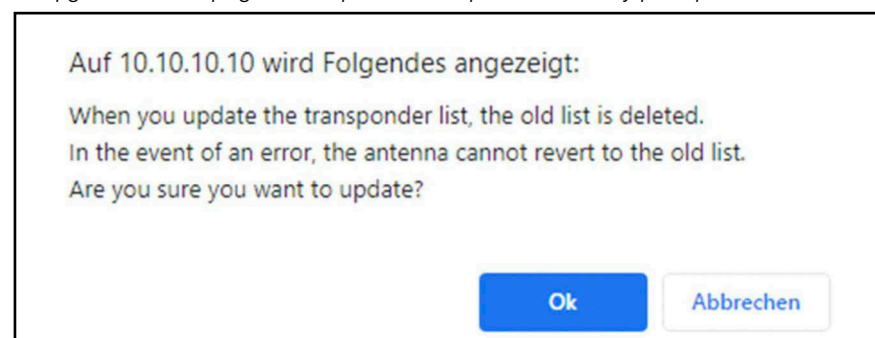 Auf 10.10.10.10 wird Folgendes angezeigt:
When you update the transponder list, the old list is deleted.
In the event of an error, the antenna cannot revert to the old list.
Are you sure you want to update?
Ok Abbrechen